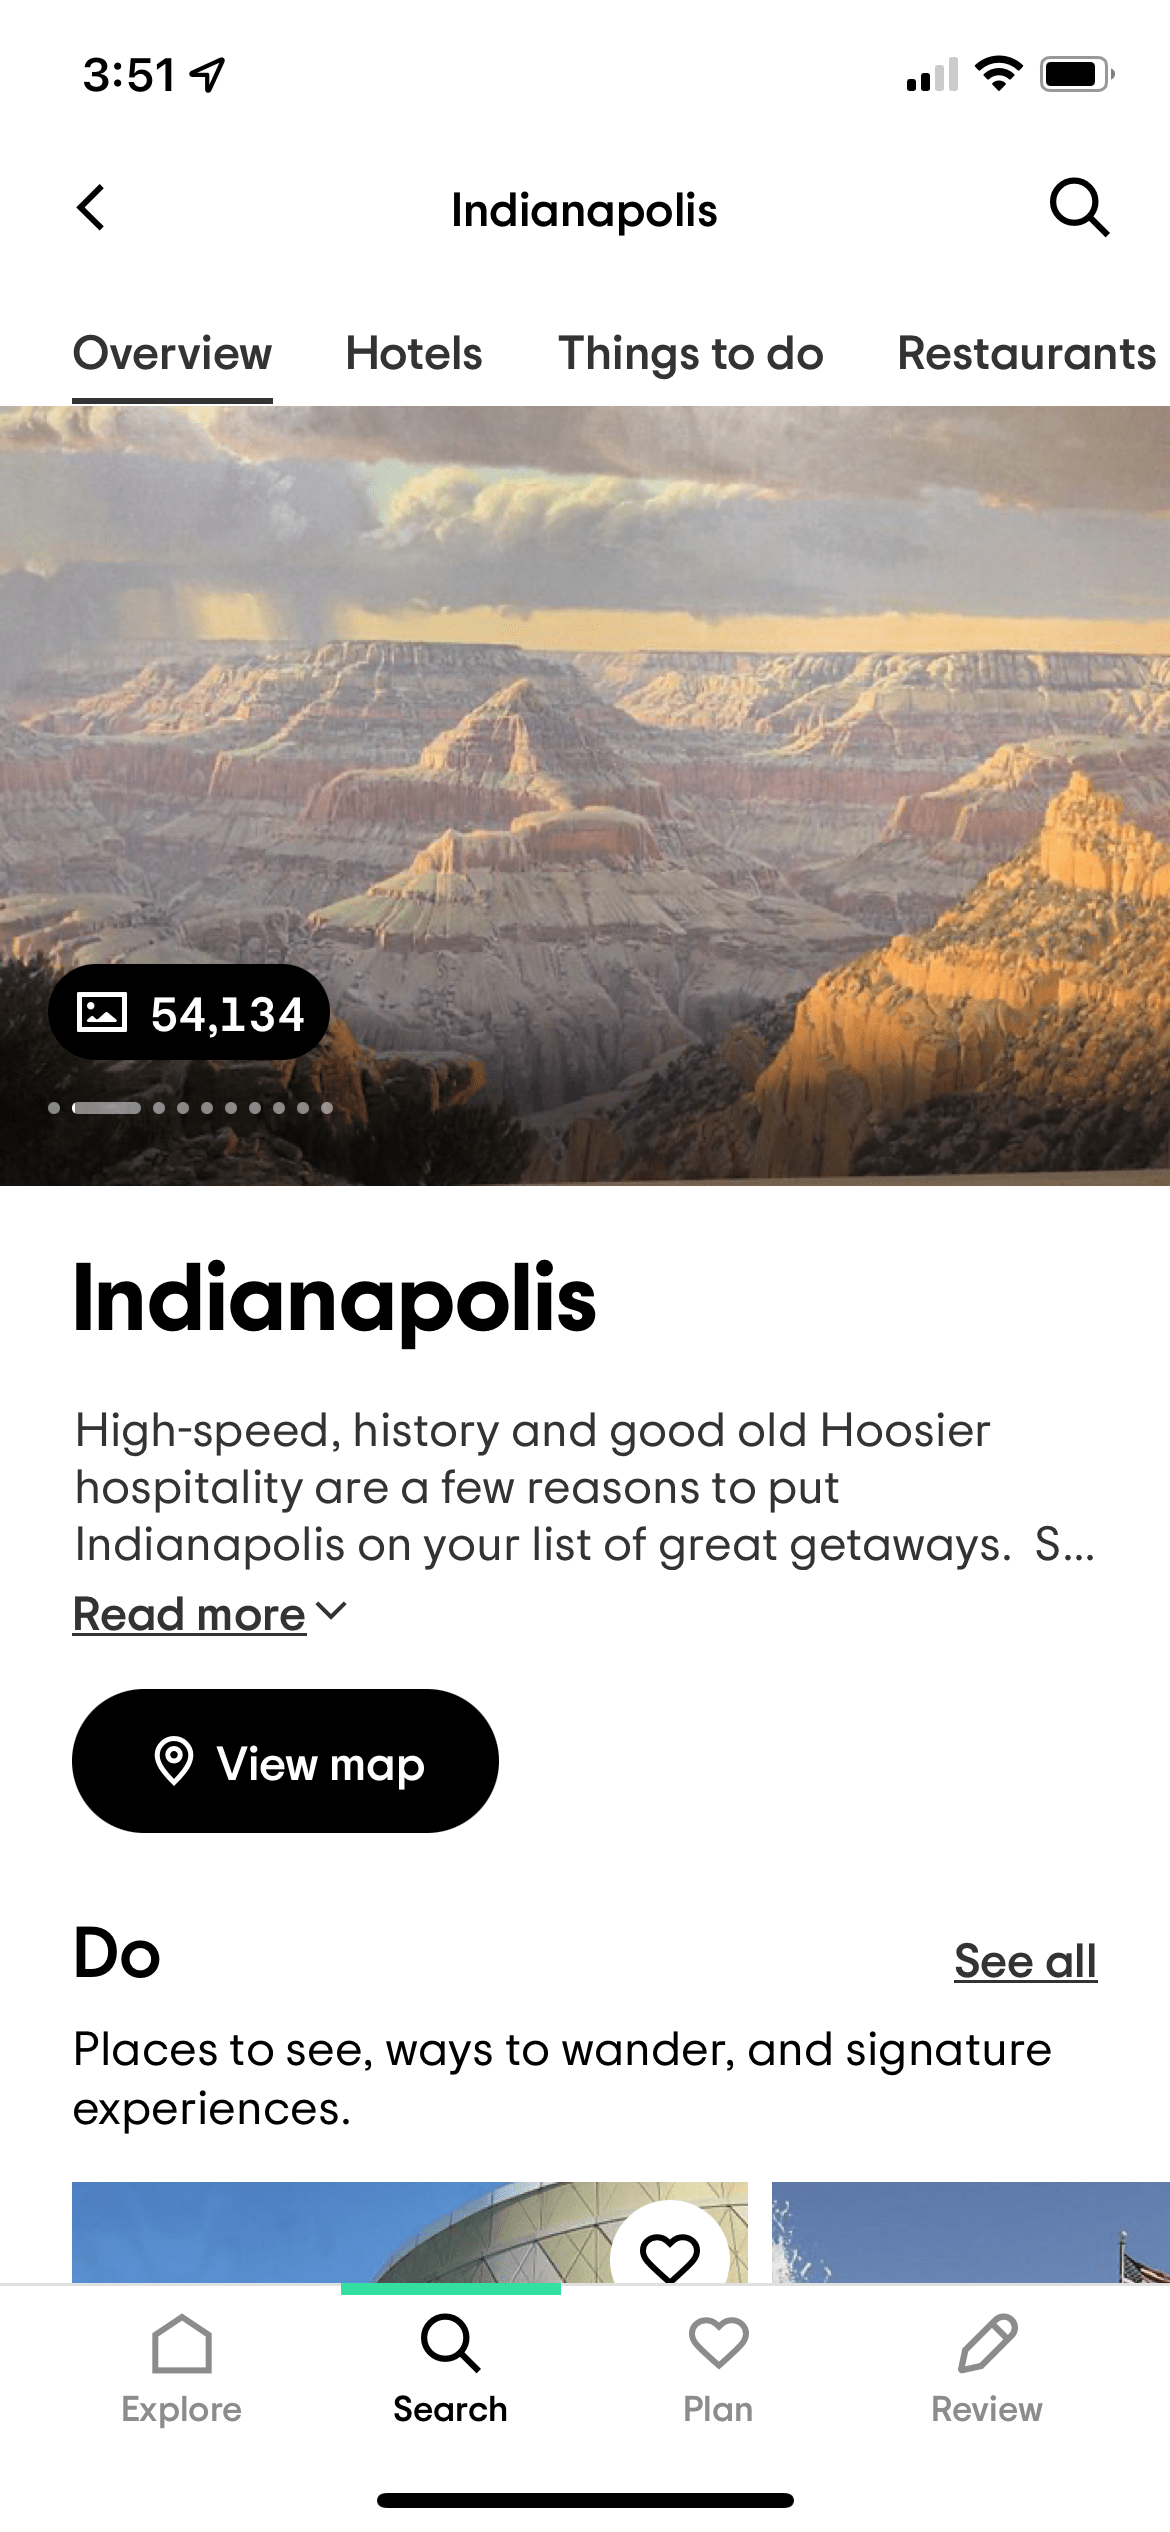 3:51
Indianapolis
Overview Hotels Things to do Restaurants
54,134
Indianapolis
High-speed, history and good old Hoosier
hospitality are a few reasons to put
Indianapolis on your list of great getaways. S...
Read more
View map
Do See all
Places to see, ways to wander, and signature
experiences.
Explore Search Plan Review